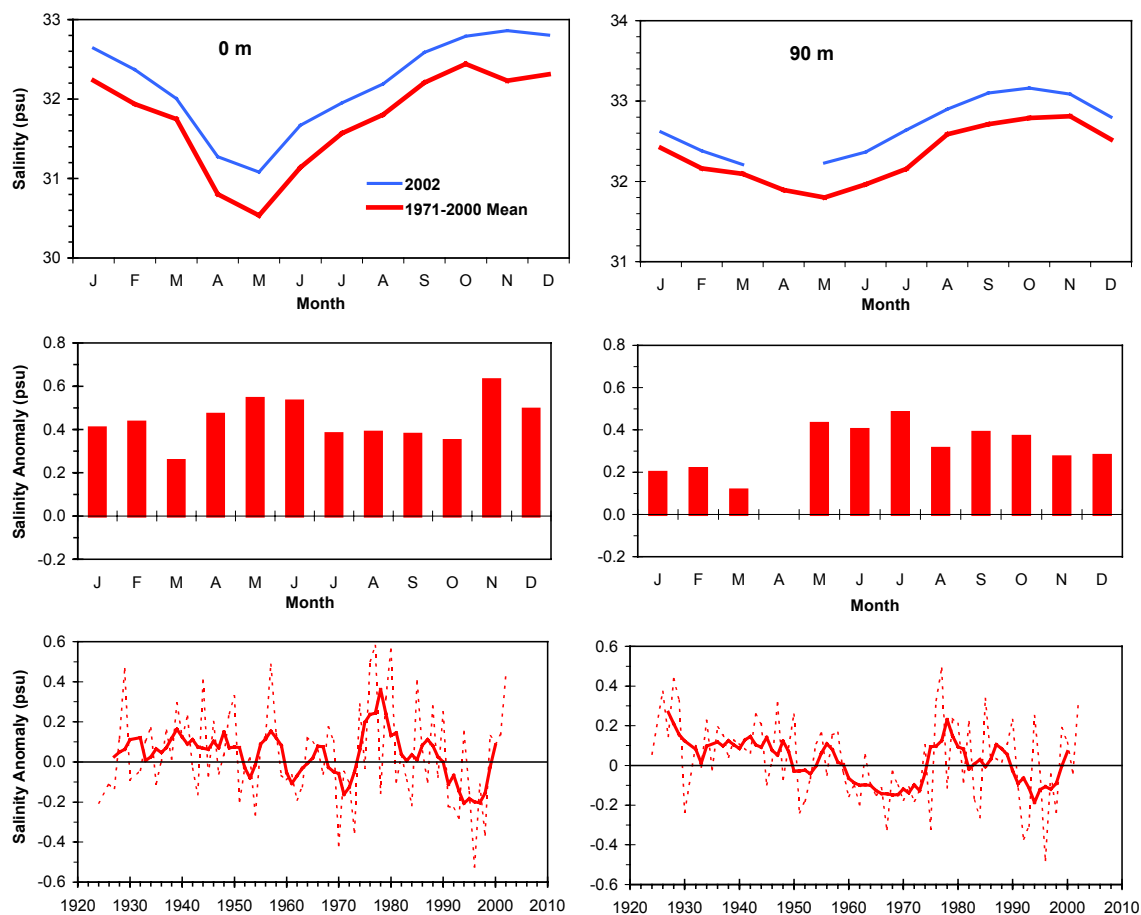 33
32
31
30
Salinity (psu)
0 m
2002
1971-2000 Mean
J F M A M J J A S O N D
Month
34
33
32
31
90 m
J F M A M J J A S O N D
Month
0.8
0.6
0.4
0.2
0.0
-0.2
Salinity Anomaly (psu)
J F M A M J J A S O N D
Month
0.8
0.6
0.4
0.2
0.0
-0.2
J F M A M J J A S O N D
Month
0.6
0.4
0.2
0.0
-0.2
-0.4
-0.6
Salinity Anomaly (psu)
1920 1930 1940 1950 1960 1970 1980 1990 2000 2010
0.6
0.4
0.2
0
-0.2
-0.4
-0.6
1920 1930 1940 1950 1960 1970 1980 1990 2000 2010